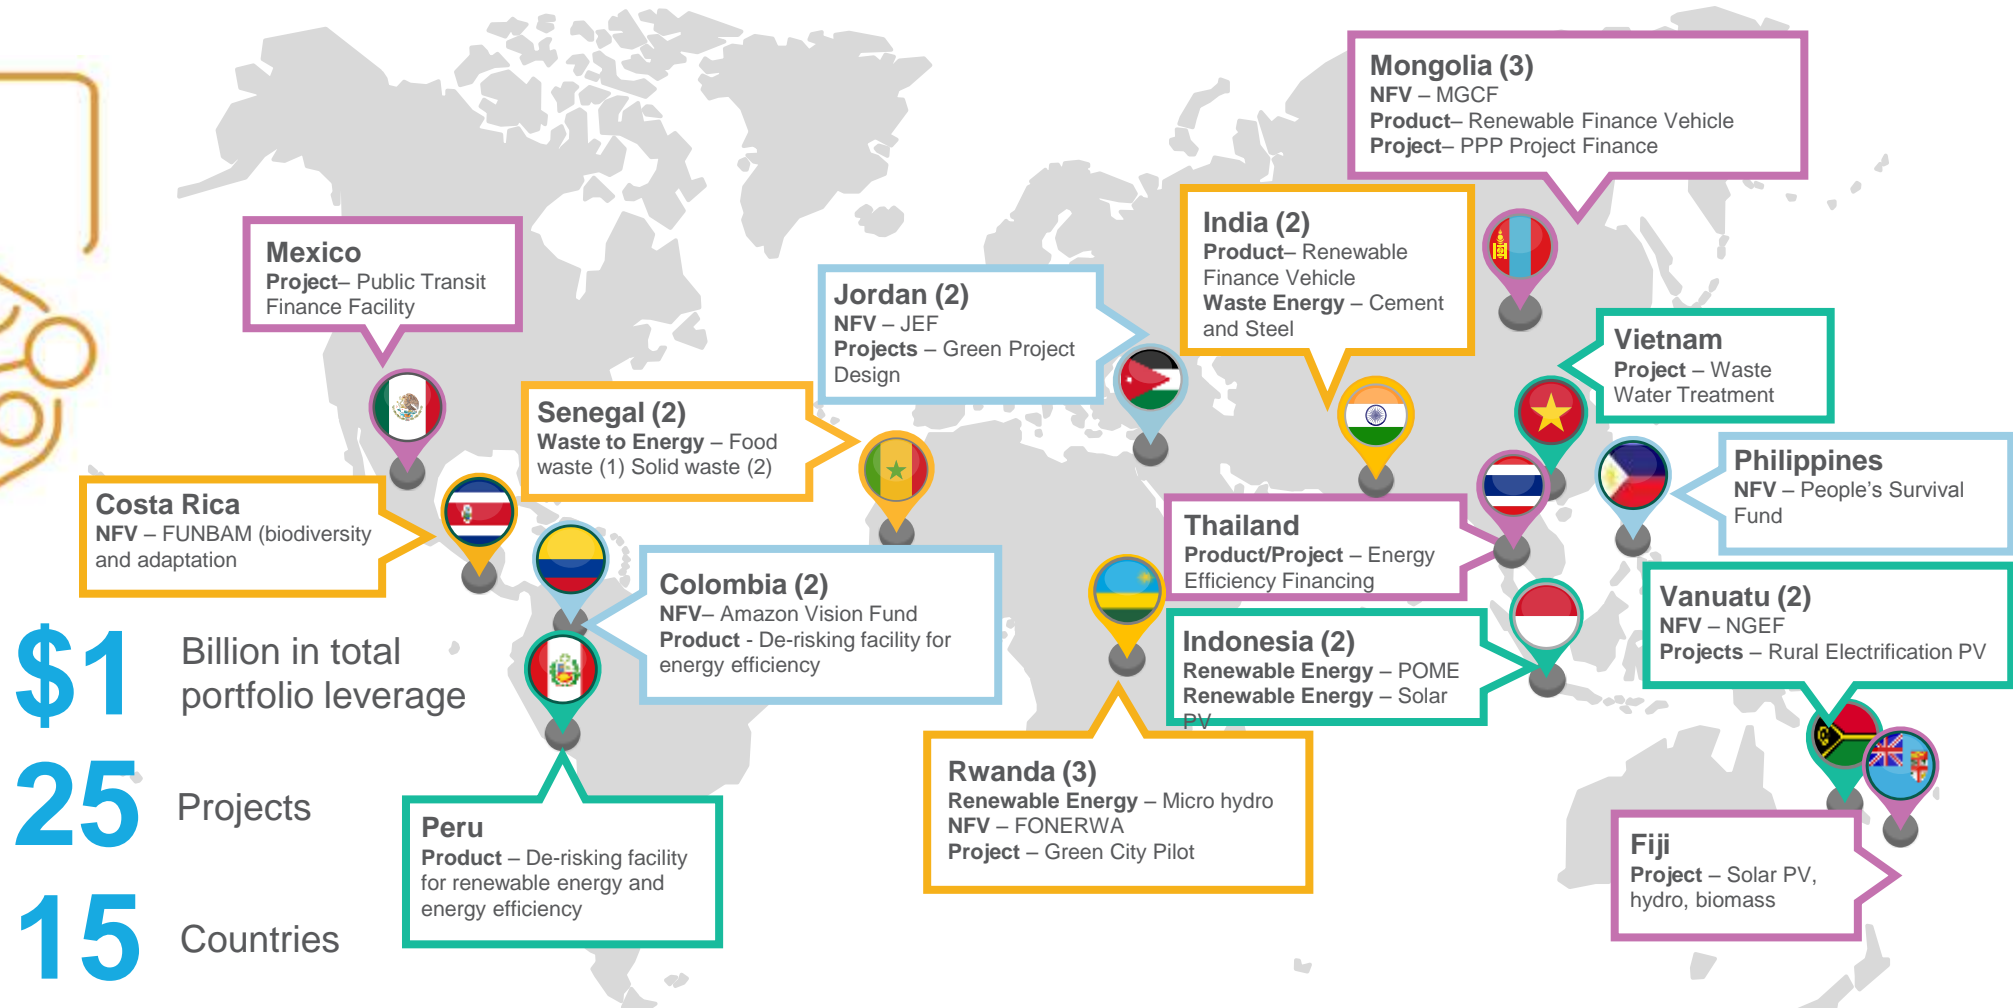 Mongolia (3)
NFV – MGCF
Product– Renewable Finance Vehicle
Project– PPP Project Finance
India (2)
Product– Renewable
Finance Vehicle
Waste Energy – Cement
and Steel
Mexico
Project– Public Transit
Finance Facility
Jordan (2)
NFV – JEF
Projects – Green Project
Design
Vietnam
Project – Waste
Water Treatment
Senegal (2)
Waste to Energy – Food
waste (1) Solid waste (2)
Philippines
NFV – People’s Survival
Fund
Costa Rica
NFV – FUNBAM (biodiversity
and adaptation
Thailand
Product/Project – Energy
Efficiency Financing
Colombia (2)
NFV– Amazon Vision Fund
Product - De-risking facility for
energy efficiency
Vanuatu (2)
NFV – NGEF
Projects – Rural Electrification PV
Indonesia (2)
Renewable Energy – POME
Renewable Energy – Solar
PV
$1 Billion in total
portfolio leverage
25 Projects
15 Countries
Rwanda (3)
Renewable Energy – Micro hydro
NFV – FONERWA
Project – Green City Pilot
Peru
Product – De-risking facility
for renewable energy and
energy efficiency
Fiji
Project – Solar PV,
hydro, biomass